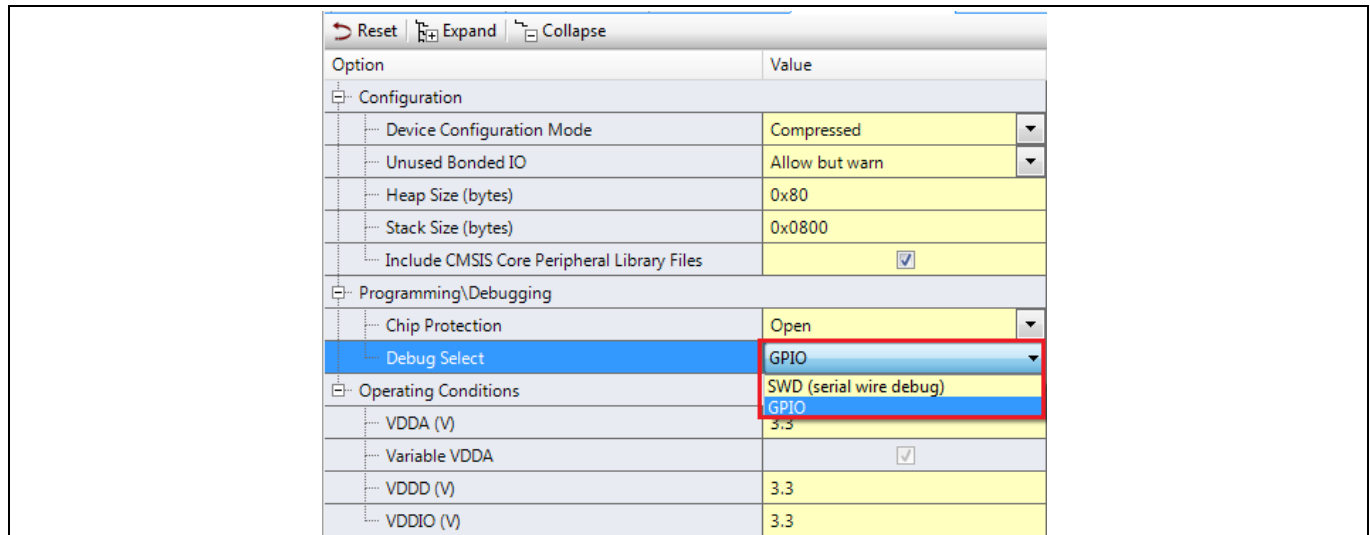 Reset Expand Collapse
Option Value
Configuration
Device Configuration Mode Compressed
Unused Bonded IO Allow but warn
Heap Size (bytes) 0x80
Stack Size (bytes) 0x0800
Include CMSIS Core Peripheral Library Files
Programming\Debugging
Chip Protection Open
Debug Select GPIO
SWD (serial wire debug)
Operating Conditions
GPIO
VDDA (V) 3.3
Variable VDDA
VDDD (V) 3.3
VDDIO (V) 3.3